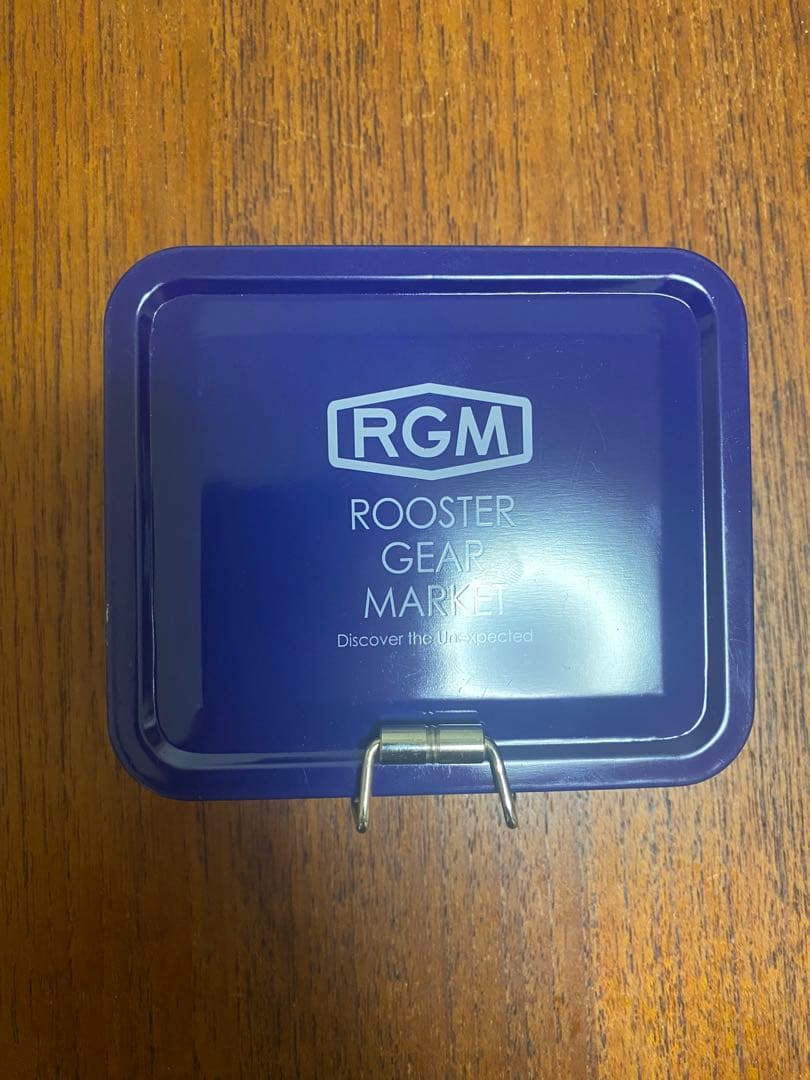 RGM
ROOSTER
GEAR
MARKET
Discover the Unexpected